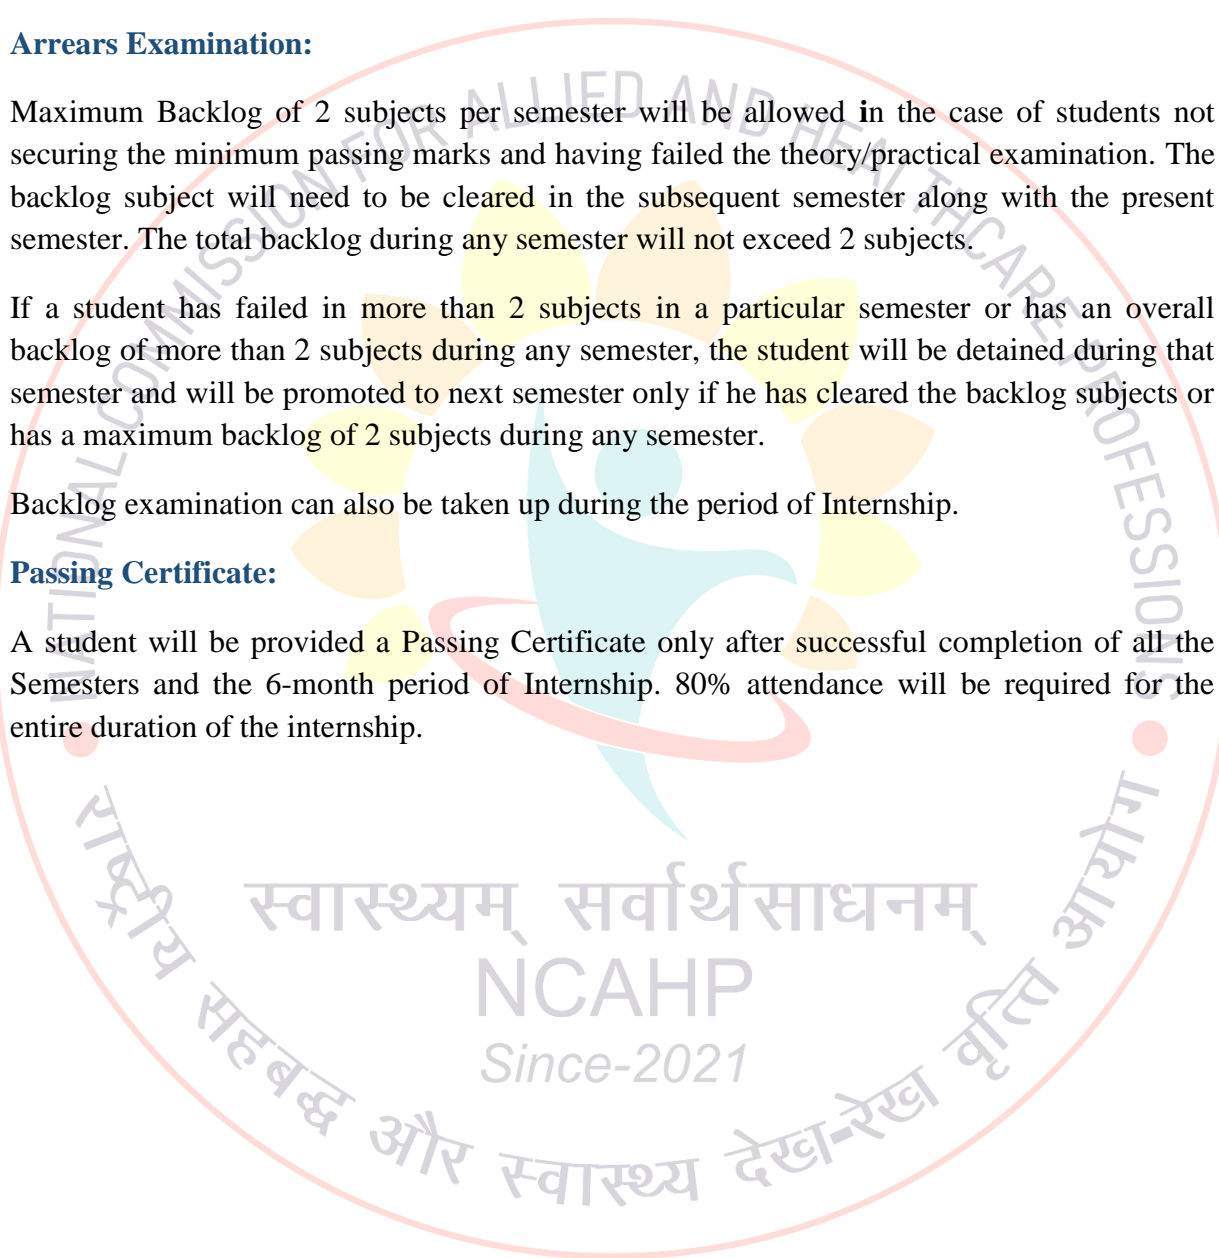 Arrears Examination:
Maximum Backlog of 2 subjects per semester will be allowed in the case of students not
securing the minimum passing marks and having failed the theory/practical examination. The
backlog subject will need to be cleared in the subsequent semester along with the present
semester. The total backlog during any semester will not exceed 2 subjects.
If a student has failed in more than 2 subjects in a particular semester or has an overall
backlog of more than 2 subjects during any semester, the student will be detained during that
semester and will be promoted to next semester only if he has cleared the backlog subjects or
has a maximum backlog of 2 subjects during any semester.
Backlog examination can also be taken up during the period of Internship.
Passing Certificate:
A student will be provided a Passing Certificate only after successful completion of all the
Semesters and the 6-month period of Internship. 80% attendance will be required for the
entire duration of the internship.
NATIONAL COMMISSION FOR ALLIED AND HEALTHCARE PROFESSIONS
स्वास्थ्यम् सर्वार्थसाधनम्
NCAHP
Since-2021
राष्ट्रीय सहबद्ध और स्वास्थ्य देख-रेख वृत्ति आयोग